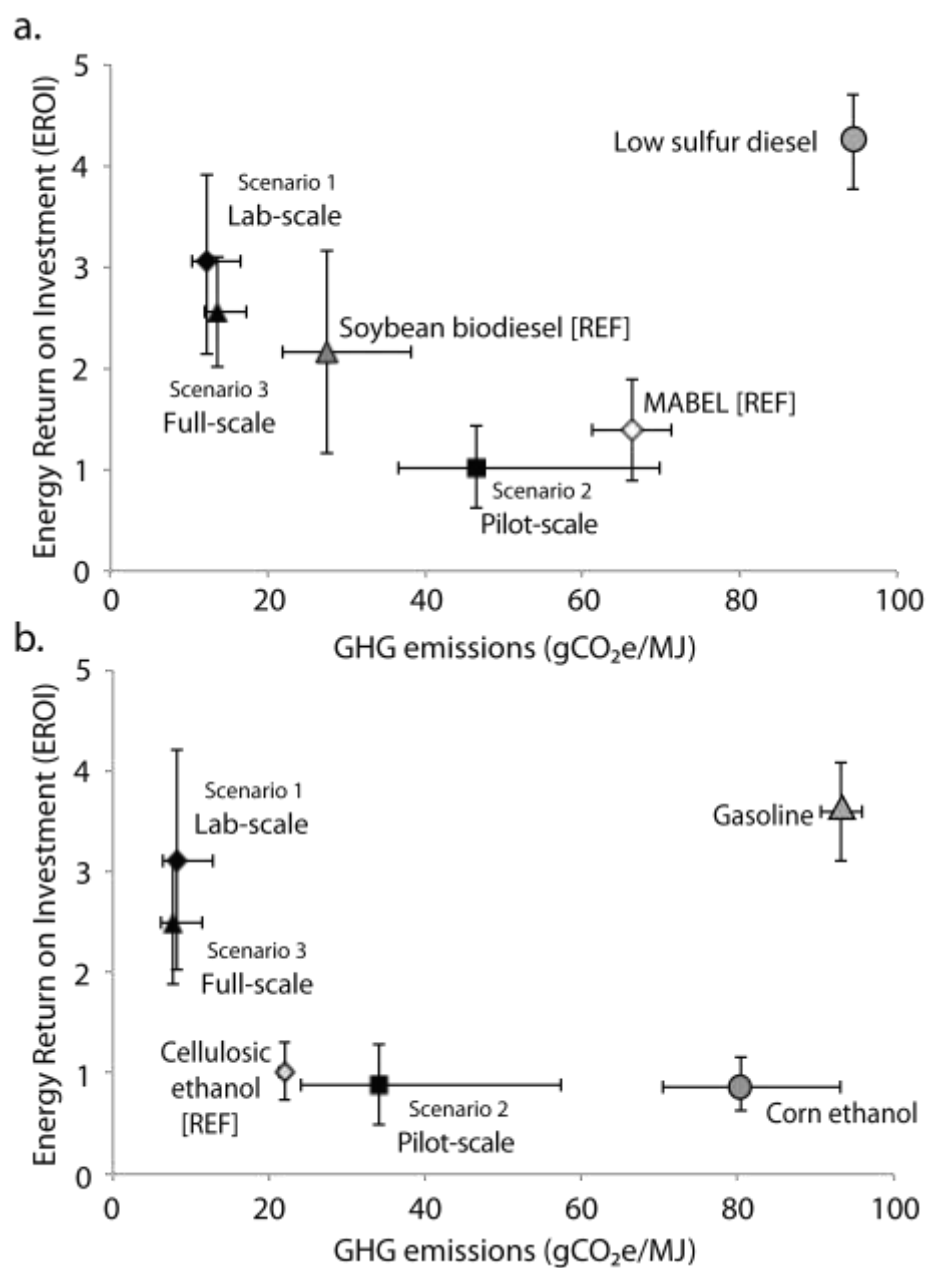 a.
Energy Return on Investment (EROI)
5
4
3
2
1
0
Low sulfur diesel
Scenario 1
Lab-scale
Soybean biodiesel [REF]
Scenario 3
Full-scale
MABEL [REF]
Scenario 2
Pilot-scale
0 20 40 60 80 100
GHG emissions (gCO₂e/MJ)
b.
Energy Return on Investment (EROI)
5
4
3
2
1
0
Scenario 1
Lab-scale
Gasoline
Scenario 3
Full-scale
Cellulosic
ethanol
[REF]
Scenario 2
Pilot-scale
Corn ethanol
0 20 40 60 80 100
GHG emissions (gCO₂e/MJ)